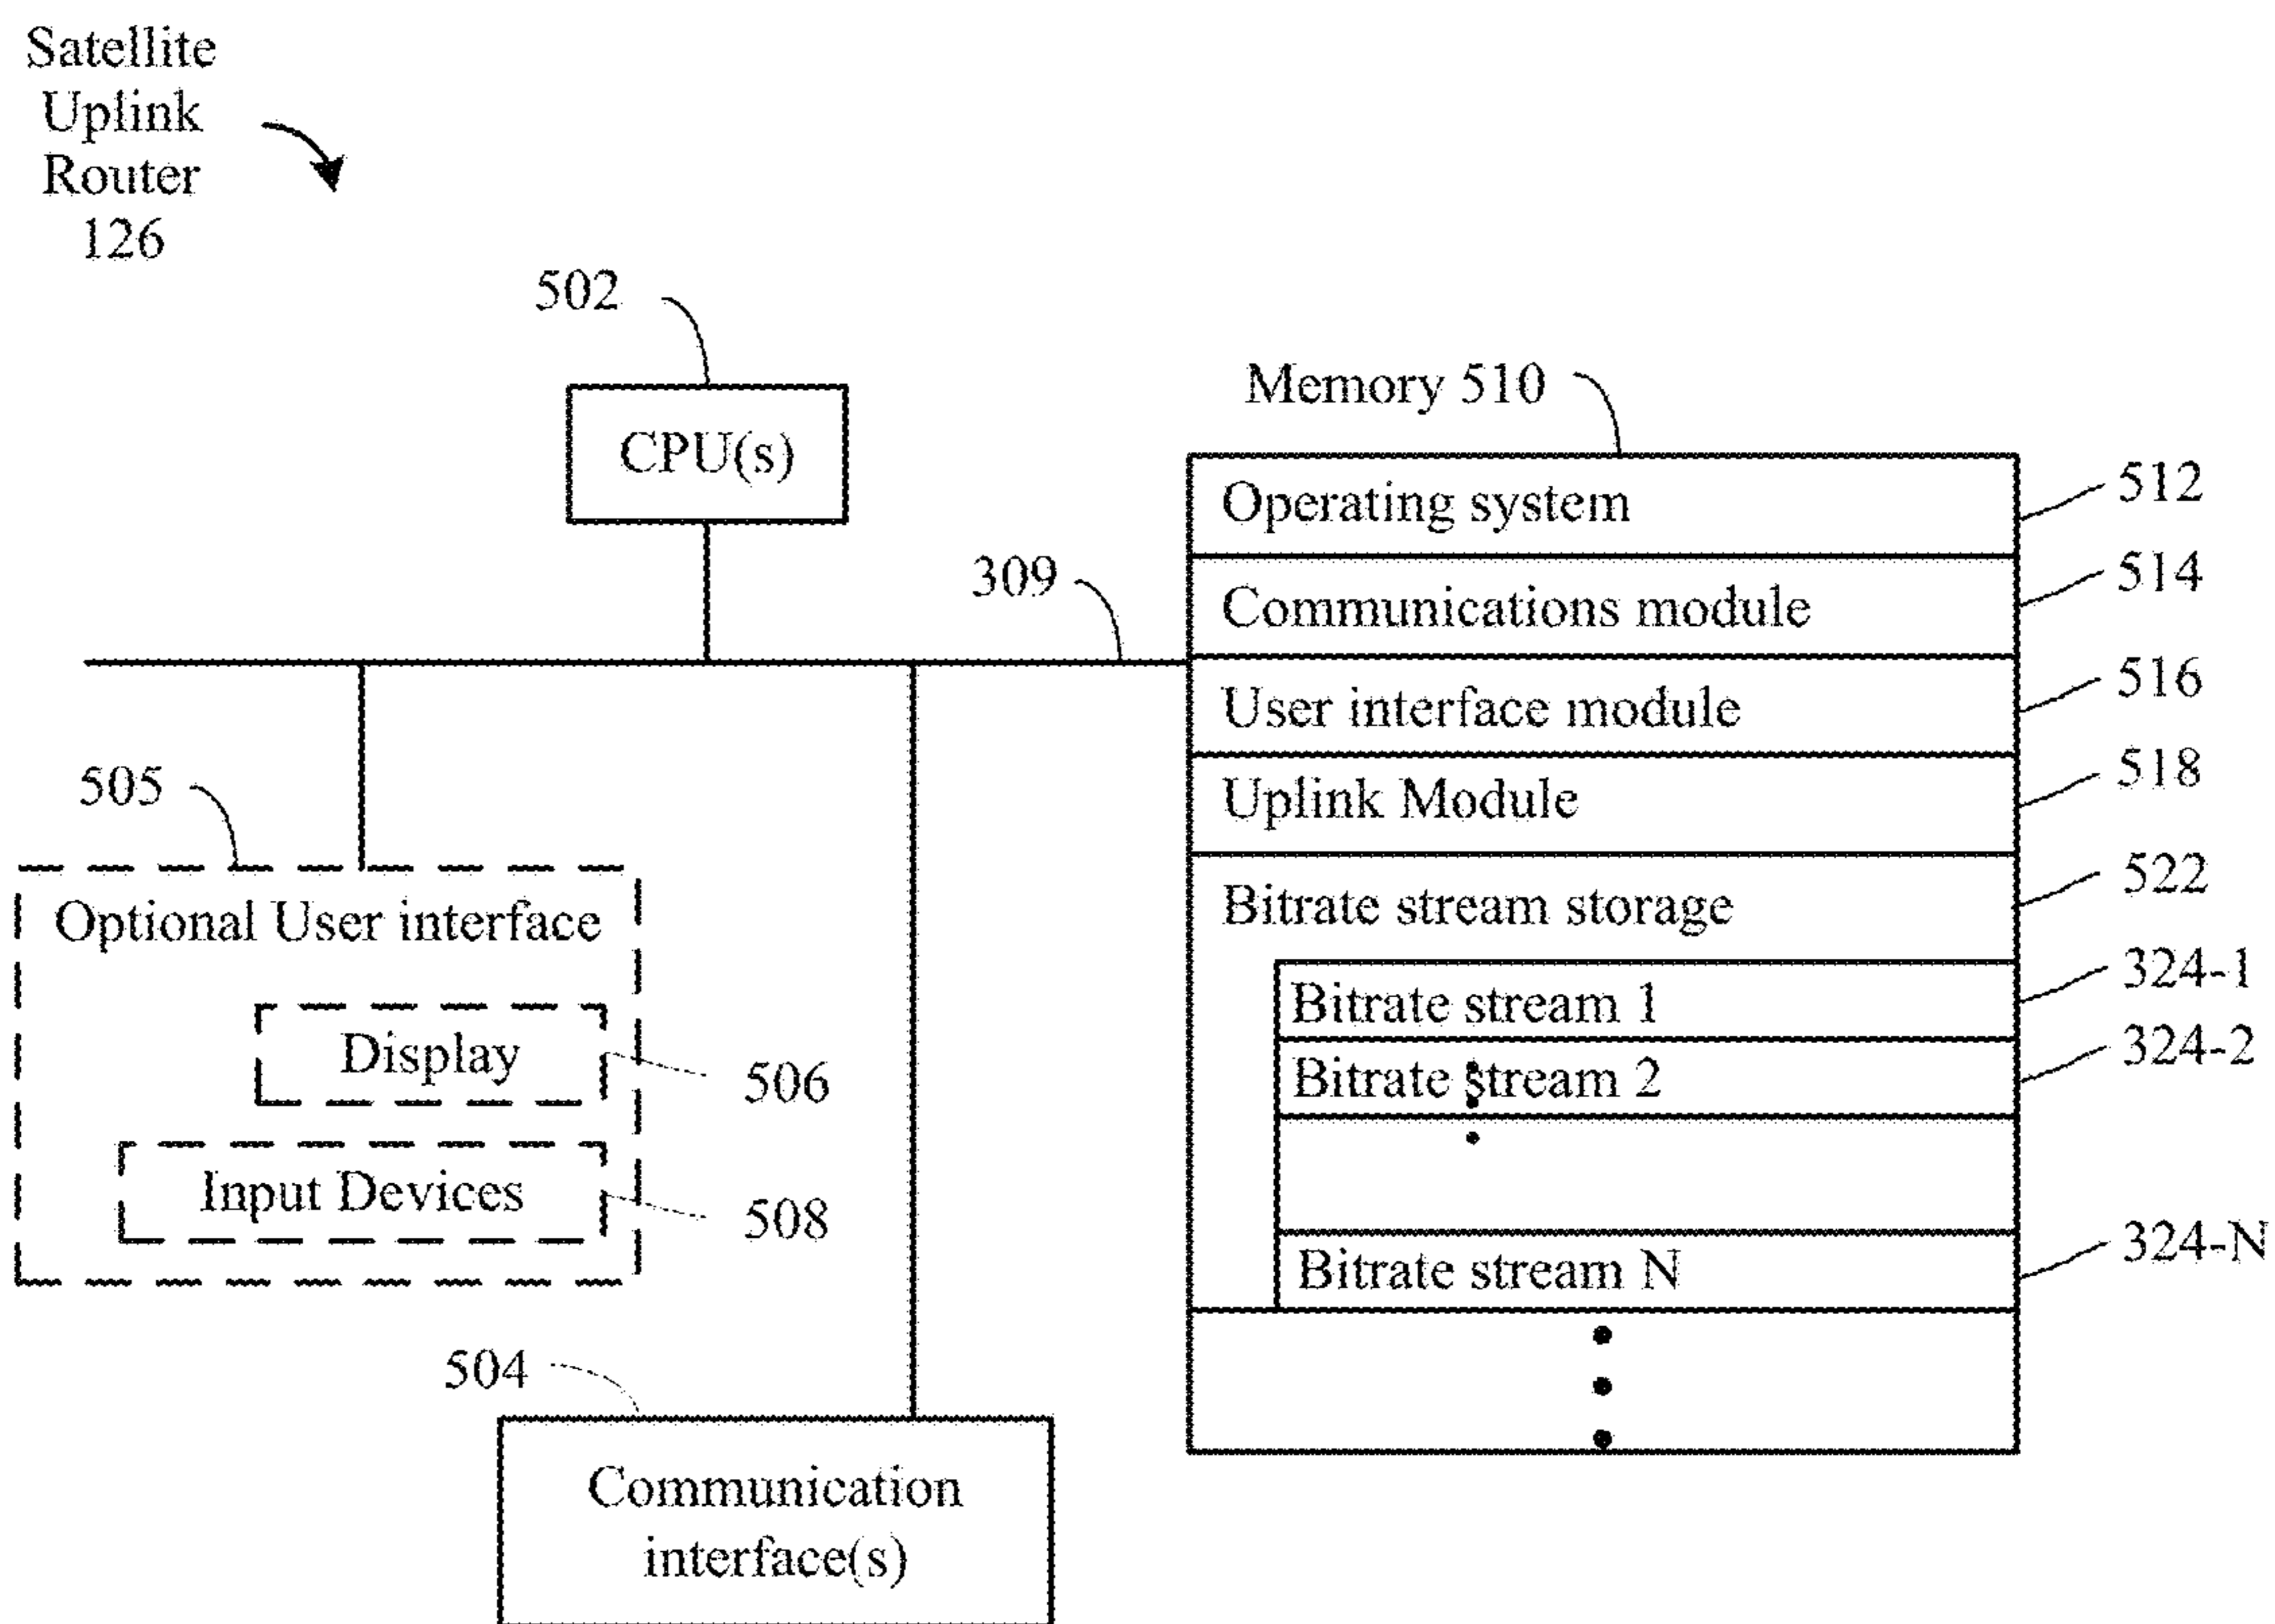 Satellite
Uplink
Router
126
502
CPU(s)
309
Memory 510
Operating system
512
Communications module
514
User interface module
516
Uplink Module
518
Bitrate stream storage
522
Bitrate stream 1
324-1
Bitrate stream 2
324-2
Bitrate stream N
324-N
505
Optional User interface
Display
506
Input Devices
508
504
Communication
interface(s)